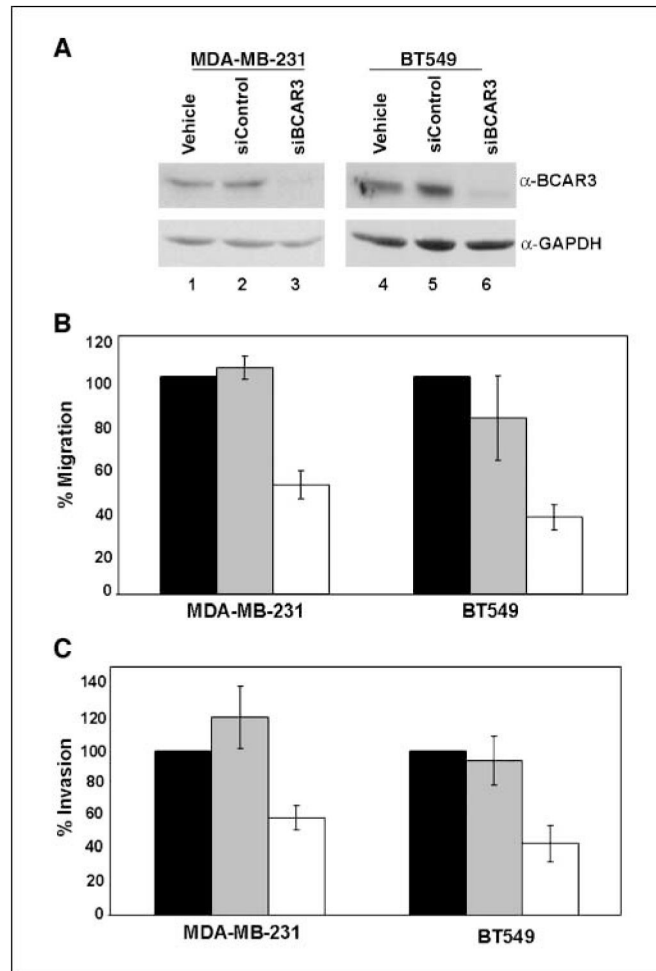 A
MDA-MB-231 BT549
Vehicle siControl siBCAR3 Vehicle siControl siBCAR3
α-BCAR3
α-GAPDH
1 2 3 4 5 6
B
% Migration
120
100
80
60
40
20
0
MDA-MB-231 BT549
C
% Invasion
140
120
100
80
60
40
20
0
MDA-MB-231 BT549